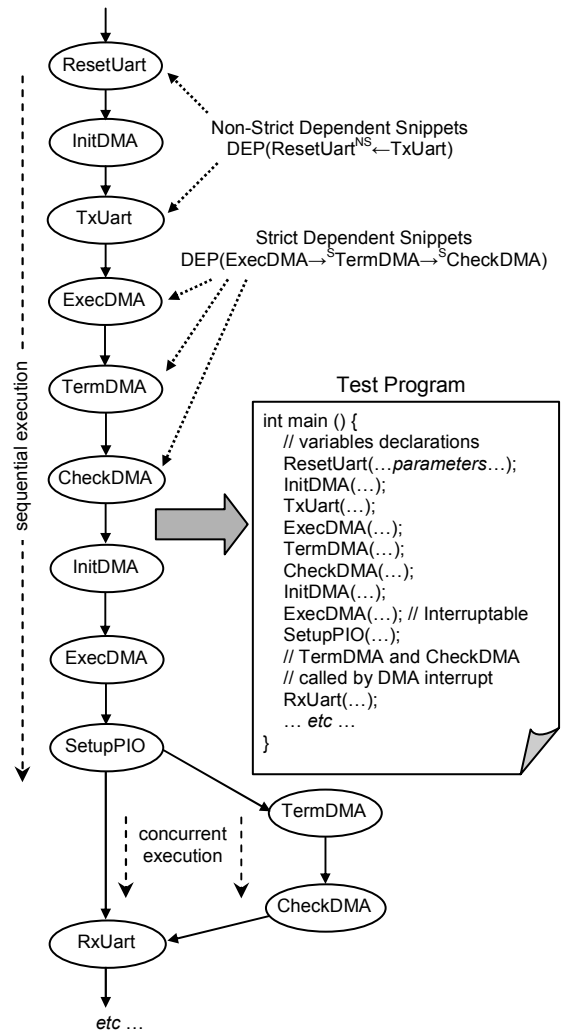 ResetUart
InitDMA
Non-Strict Dependent Snippets
DEP(ResetUart^NS←TxUart)
TxUart
Strict Dependent Snippets
DEP(ExecDMA→^STermDMA→^SCheckDMA)
ExecDMA
TermDMA
CheckDMA
sequential execution
InitDMA
ExecDMA
SetupPIO
Test Program
int main () {
// variables declarations
ResetUart(…parameters…);
InitDMA(…);
TxUart(…);
ExecDMA(…);
TermDMA(…);
CheckDMA(…);
InitDMA(…);
ExecDMA(…); // Interruptable
SetupPIO(…);
// TermDMA and CheckDMA
// called by DMA interrupt
RxUart(…);
… etc …
}
TermDMA
concurrent
execution
CheckDMA
RxUart
etc …